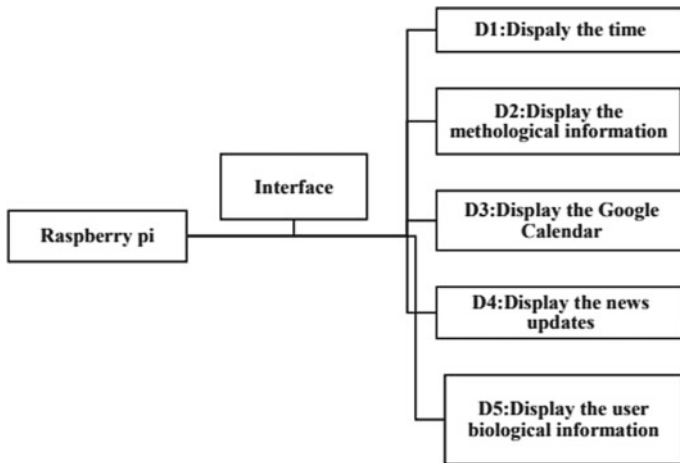 D1:Dispaly the time
D2:Display the
methological information
Interface
D3:Display the Google
Calendar
Raspberry pi
D4:Display the news
updates
D5:Display the user
biological information